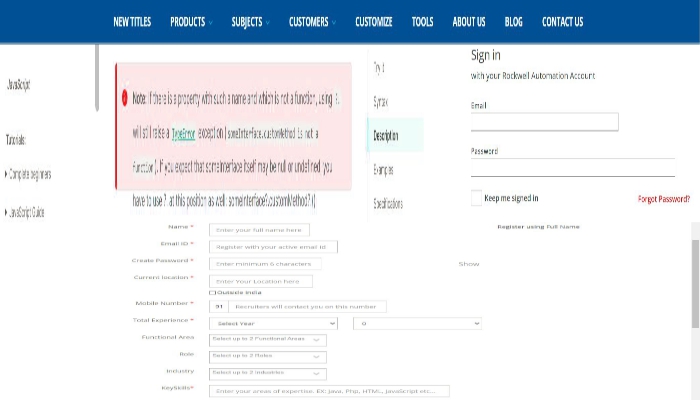 NEW TITLES PRODUCTS SUBJECTS CUSTOMERS CUSTOMIZE TOOLS ABOUT US BLOG CONTACT US
JavaScript
Tutorials:
Complete beginners
JavaScript Guide
Note: If there is a property with such a name and which is not a function, using ?.
will still raise a TypeError exception (someInterface.customMethod is not a
function). If you expect that someInterface itself may be null or undefined you
have to use ?. at this position as well: someInterface?.customMethod?.()
Try it
Syntax
Description
Examples
Specifications
Sign in
with your Rockwell Automation Account
Email
Password
Keep me signed in Forgot Password?
Name * Enter your full name here
Register using Full Name
Email ID * Register with your active email id
Create Password * Enter minimum 6 characters Show
Current location * Enter Your Location here
Outside India
Mobile Number * 91 Recruiters will contact you on this number
Total Experience * Select Year 0
Functional Area Select up to 2 Functional Areas
Role Select up to 2 Roles
Industry Select up to 2 Industries
KeySkills* Enter your areas of expertise. EX: Java, Php, HTML, JavaScript etc...